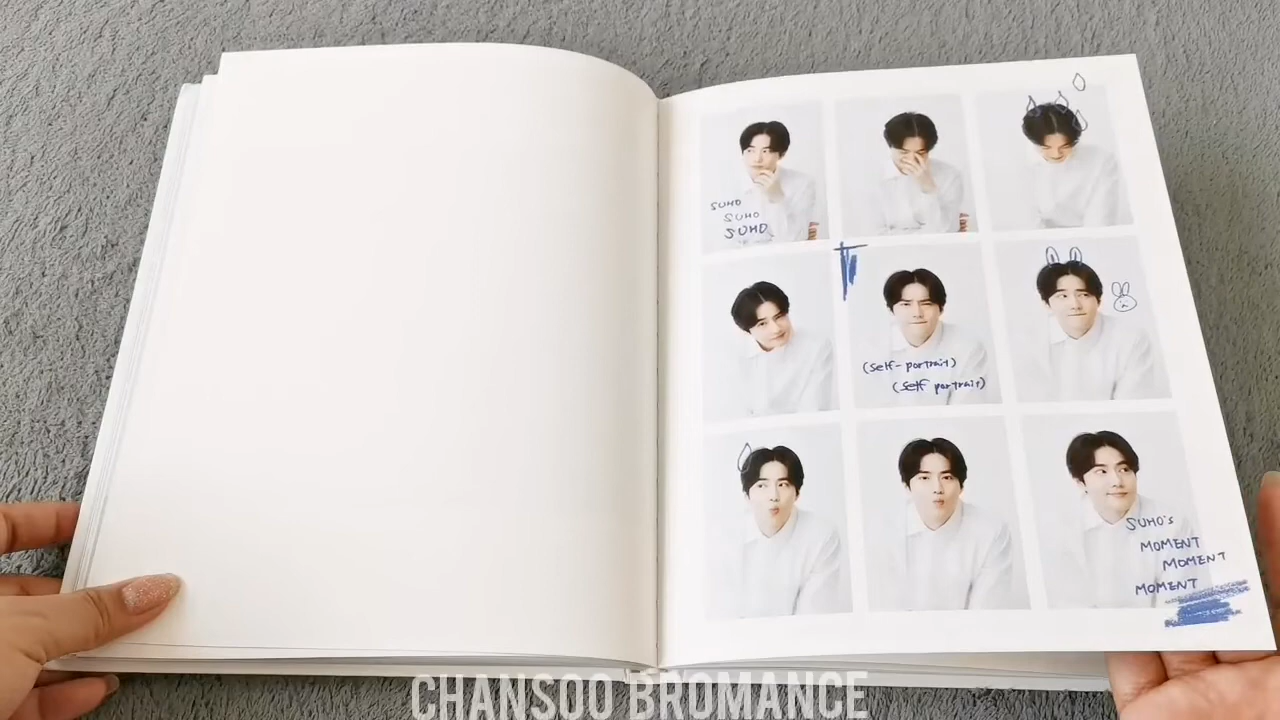 SUHO
SUHO
SUHO
(self-portrait)
(self portrait)
SUHO's
MOMENT
MOMENT
MOMENT
CHANSOO BROMANCE